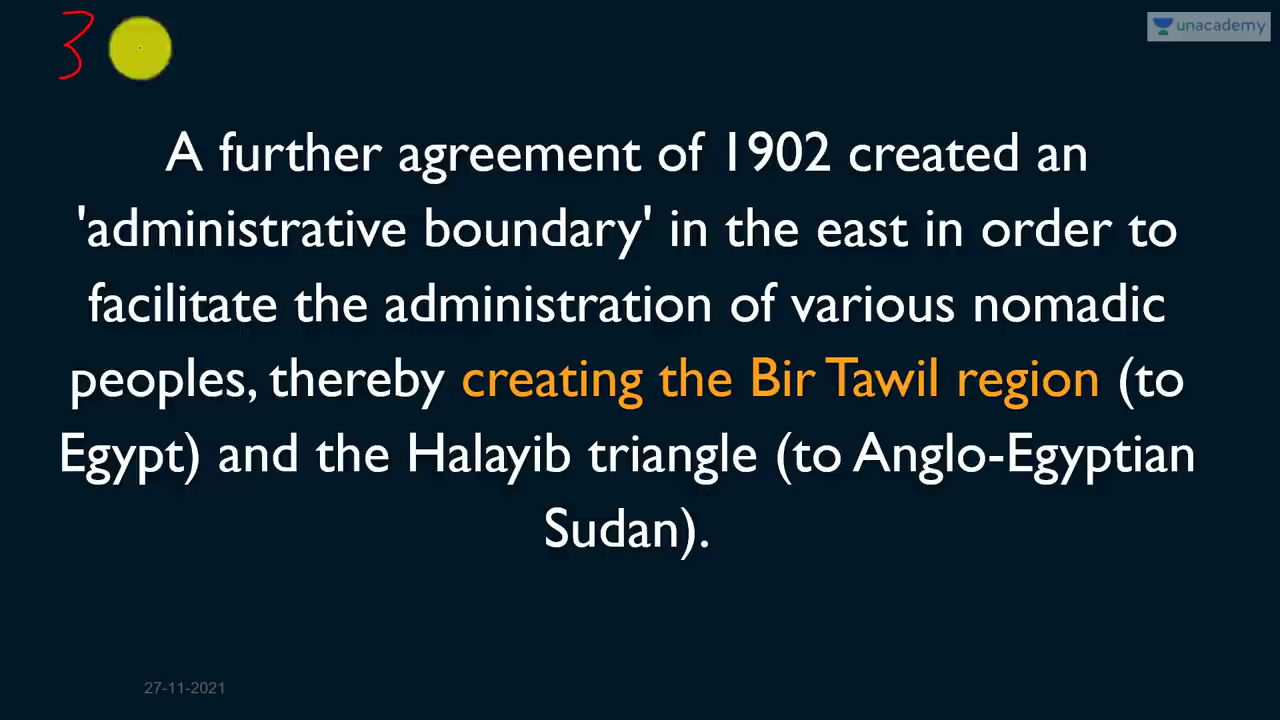 3
unacademy
A further agreement of 1902 created an
'administrative boundary' in the east in order to
facilitate the administration of various nomadic
peoples, thereby creating the Bir Tawil region (to
Egypt) and the Halayib triangle (to Anglo-Egyptian
Sudan).
27-11-2021